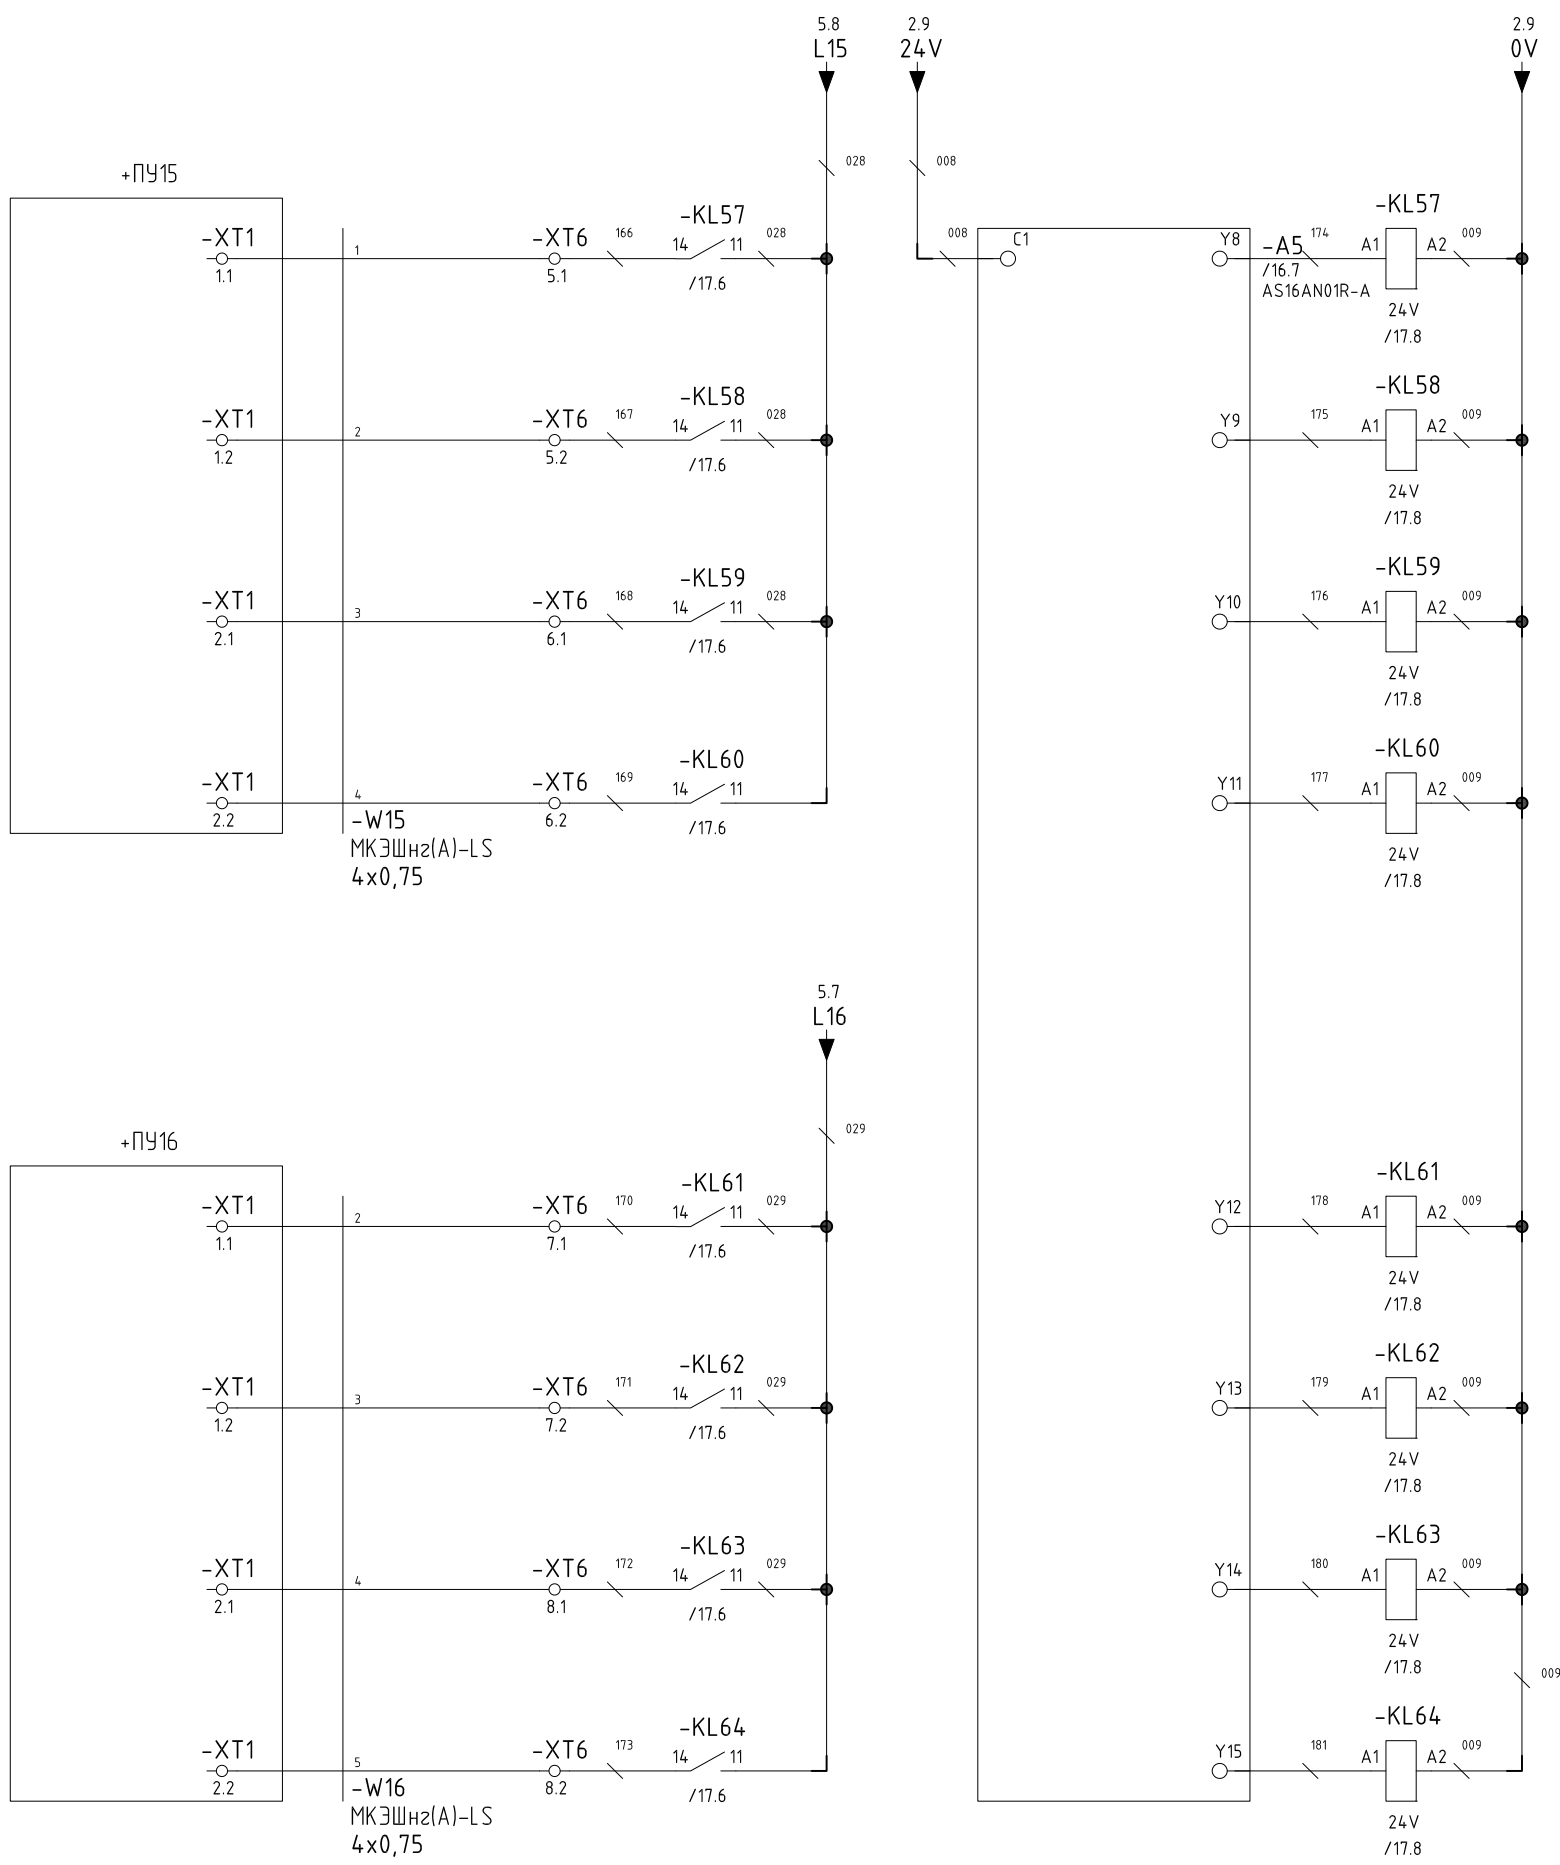 5.8
L15
2.9
24V
2.9
0V
028
008
+ПУ15
-XT1
1.1
1
-XT6
5.1
166
-KL57
14 11
/17.6
028
008
C1
Y8
-A5
/16.7
AS16AN01R-A
174
-KL57
A1 A2
009
24V
/17.8
-XT1
1.2
2
-XT6
5.2
167
-KL58
14 11
/17.6
028
Y9
175
-KL58
A1 A2
009
24V
/17.8
-XT1
2.1
3
-XT6
6.1
168
-KL59
14 11
/17.6
028
Y10
176
-KL59
A1 A2
009
24V
/17.8
-XT1
2.2
4
-XT6
6.2
169
-KL60
14 11
/17.6
Y11
177
-KL60
A1 A2
009
24V
/17.8
-W15
МКЭШнг(А)-LS
4x0,75
5.7
L16
029
+ПУ16
-XT1
1.1
2
-XT6
7.1
170
-KL61
14 11
/17.6
029
Y12
178
-KL61
A1 A2
009
24V
/17.8
-XT1
1.2
3
-XT6
7.2
171
-KL62
14 11
/17.6
029
Y13
179
-KL62
A1 A2
009
24V
/17.8
-XT1
2.1
4
-XT6
8.1
172
-KL63
14 11
/17.6
029
Y14
180
-KL63
A1 A2
009
24V
/17.8
009
-XT1
2.2
5
-XT6
8.2
173
-KL64
14 11
/17.6
Y15
181
-KL64
A1 A2
009
24V
/17.8
-W16
МКЭШнг(А)-LS
4x0,75